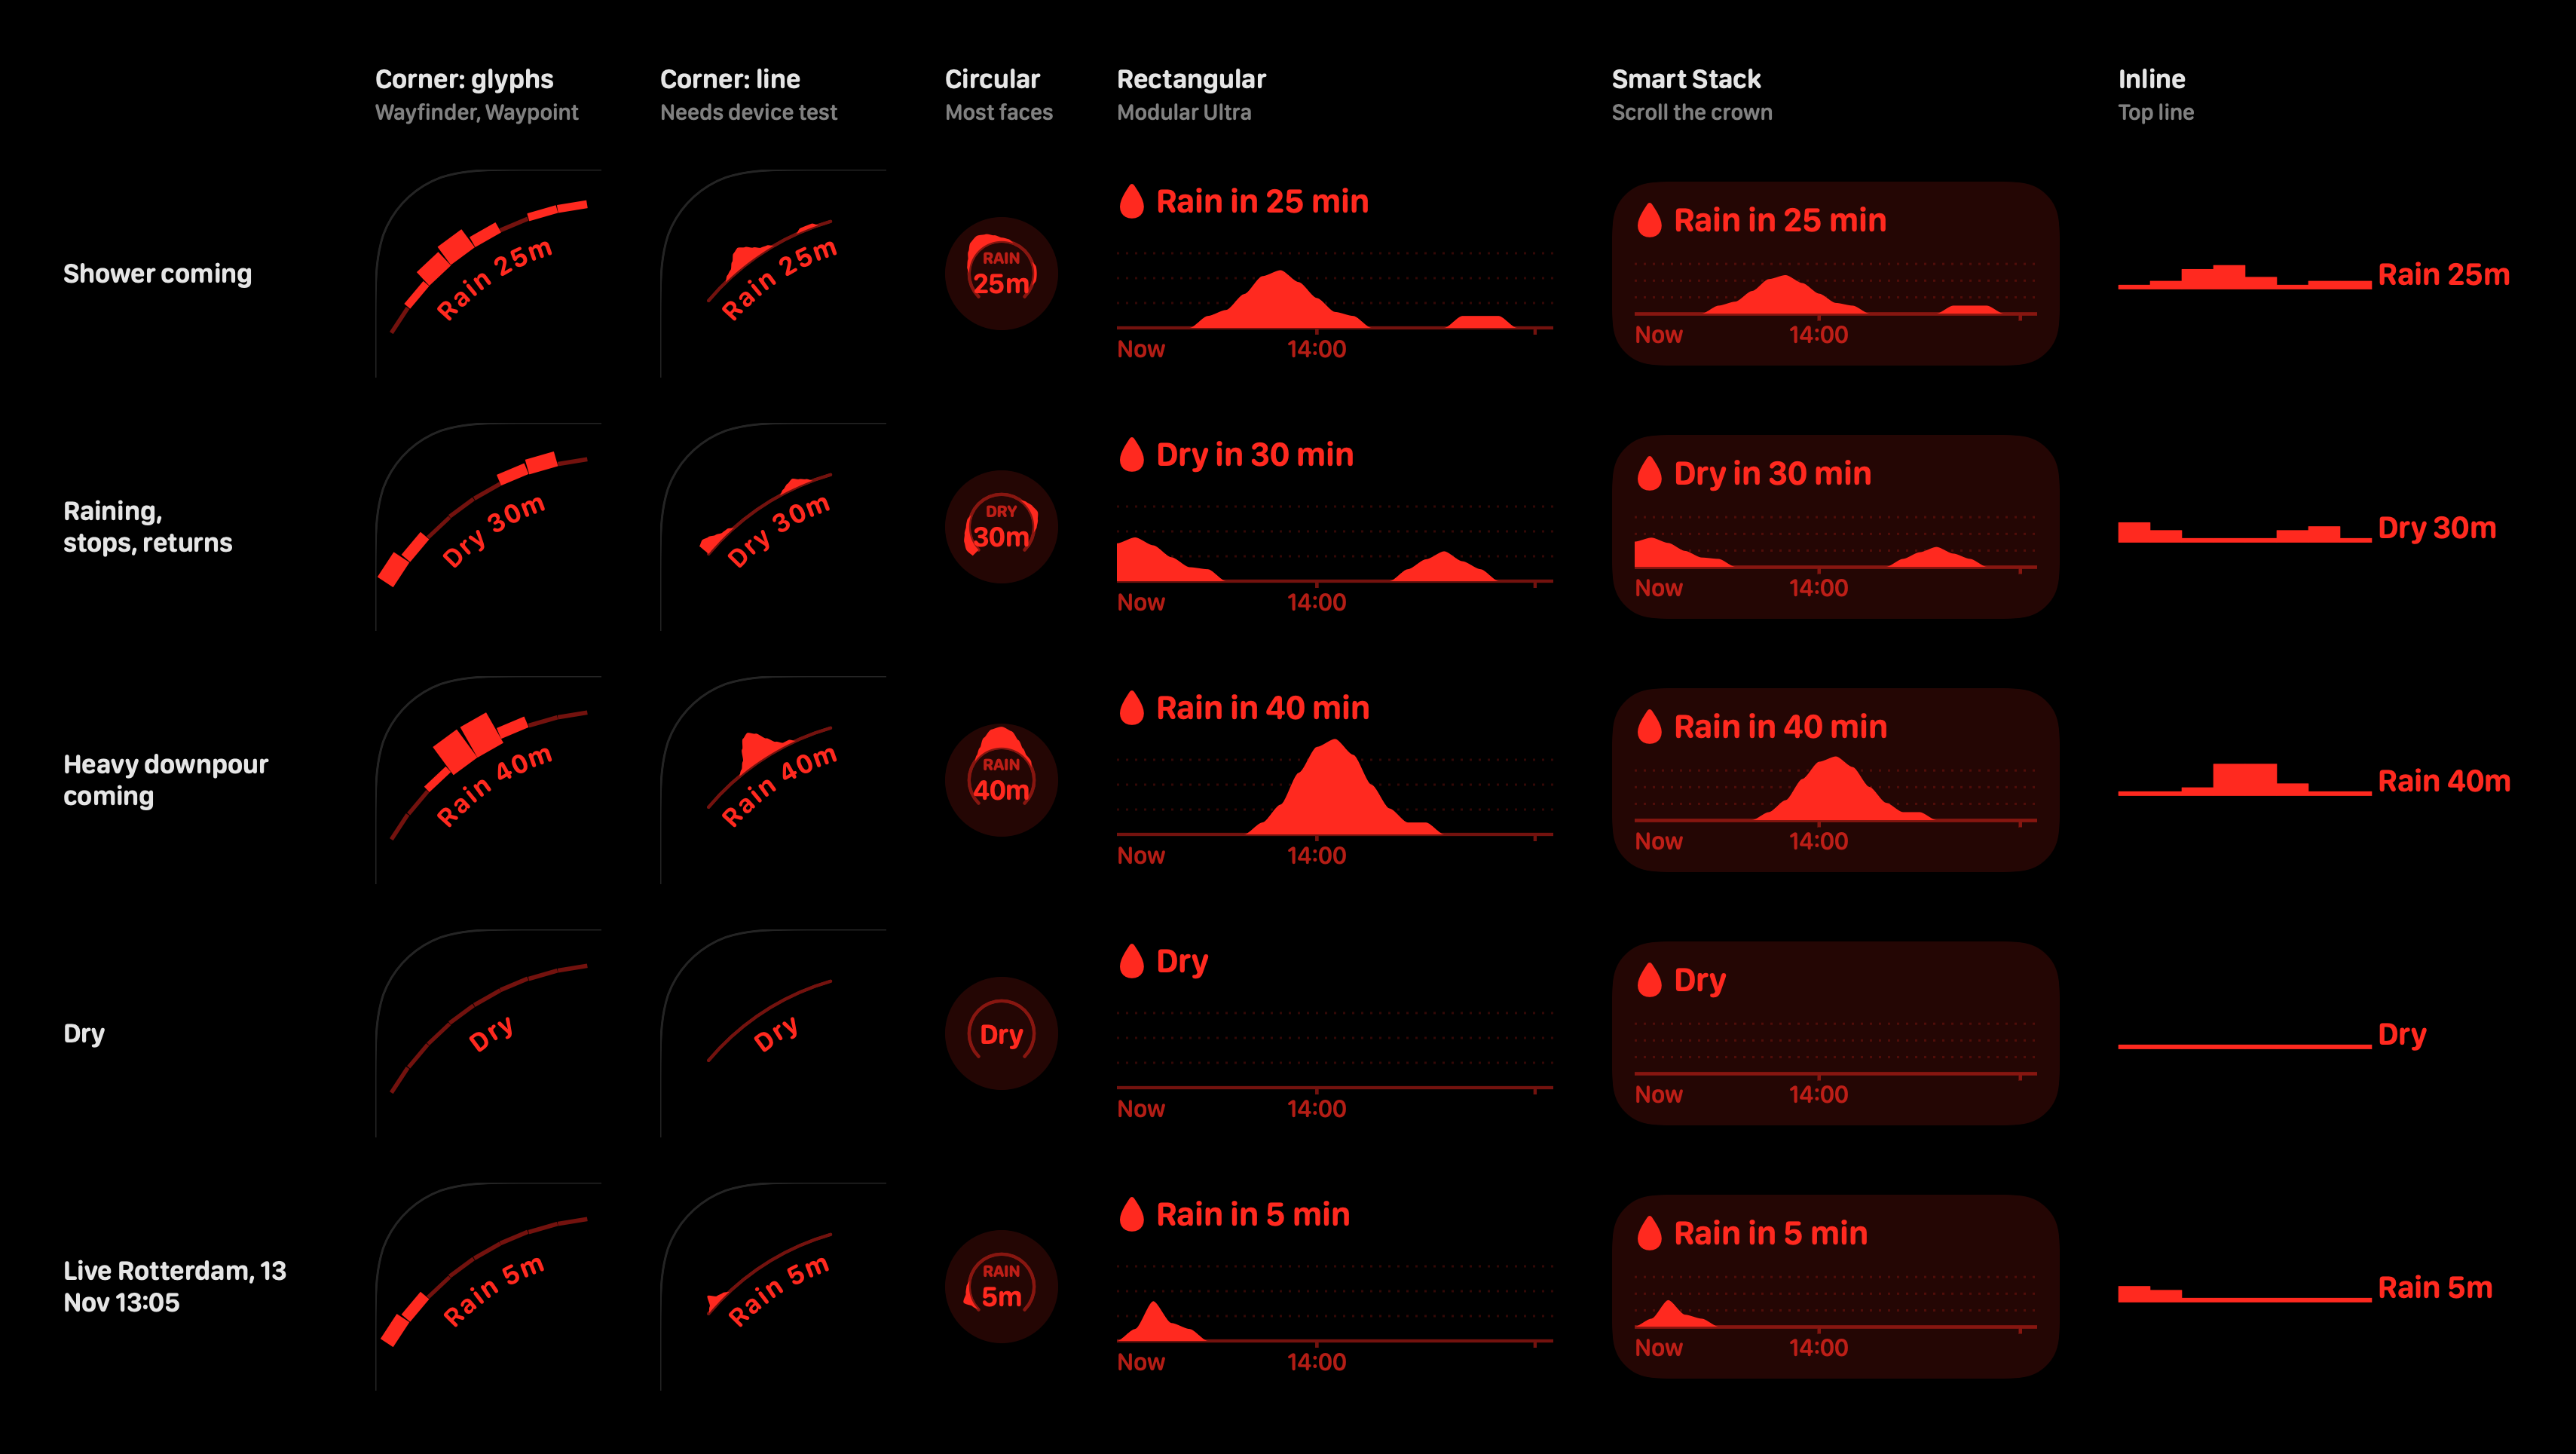 Corner: glyphs
Wayfinder, Waypoint
Corner: line
Needs device test
Circular
Most faces
Rectangular
Modular Ultra
Smart Stack
Scroll the crown
Inline
Top line
Shower coming
Rain 25m
Rain 25m
RAIN
25m
Rain in 25 min
Now
14:00
Rain in 25 min
Now
14:00
Rain 25m
Raining,
stops, returns
Dry 30m
Dry 30m
DRY
30m
Dry in 30 min
Now
14:00
Dry in 30 min
Now
14:00
Dry 30m
Heavy downpour
coming
Rain 40m
Rain 40m
RAIN
40m
Rain in 40 min
Now
14:00
Rain in 40 min
Now
14:00
Rain 40m
Dry
Dry
Dry
Dry
Dry
Now
14:00
Dry
Now
14:00
Dry
Live Rotterdam, 13
Nov 13:05
Rain 5m
Rain 5m
RAIN
5m
Rain in 5 min
Now
14:00
Rain in 5 min
Now
14:00
Rain 5m